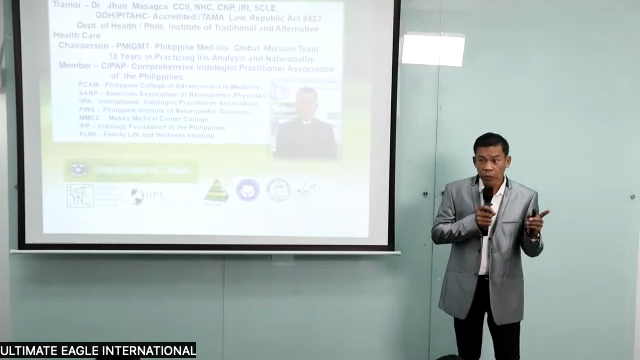 Trainor - Dr. Jhun Masagca CCII, NHC, CNP, IRI, SCLE,
DOH/PITAHC- Accredited /TAMA Law, Republic Act 8423
Dept. of Health / Phils. Institute of Traditional and Alternative
Health Care
Chairperson - PMIGMT- Philippine Med-Iris Global Mission Team
18 Years in Practicing Iris Analysis and Naturopathy
Member - CIPAP- Comprehensive Iridologist Practitioner Association
of the Philippines
PCAM - Philippine College of Advancement in Medicine
AANP - American Association of Naturopathic Physician
IIPA- International Iridologist Practitioner Association
PINS - Philippine Institute of Naturopathic Sciences
MMCC - Makati Medical Center College
IFP - Iridology Foundation of the Philippines
FLWI - Family Life and Wellness Institute
ULTIMATE EAGLE INTERNATIONAL